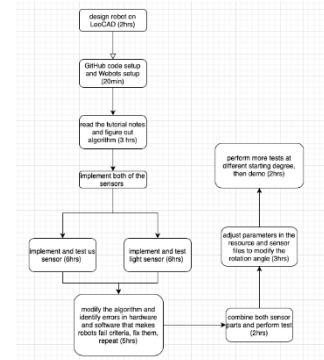 design robot on
LeoCAD (2hrs)
GitHub code setup
and Webots setup
(20min)
read the tutorial notes
and figure out
algorithm (3 hrs)
implement both of the
sensors
implement and test us
sensor (6hrs)
implement and test
light sensor (6hrs)
modify the algorithm and
identify errors in hardware
and software that makes
robots fail criteria, fix them,
repeat (5hrs)
combine both sensor
parts and perform test
(2hrs)
adjust parameters in the
resource and sensor
files to modify the
rotation angle (3hrs)
perform more tests at
different starting degree,
then demo (2hrs)